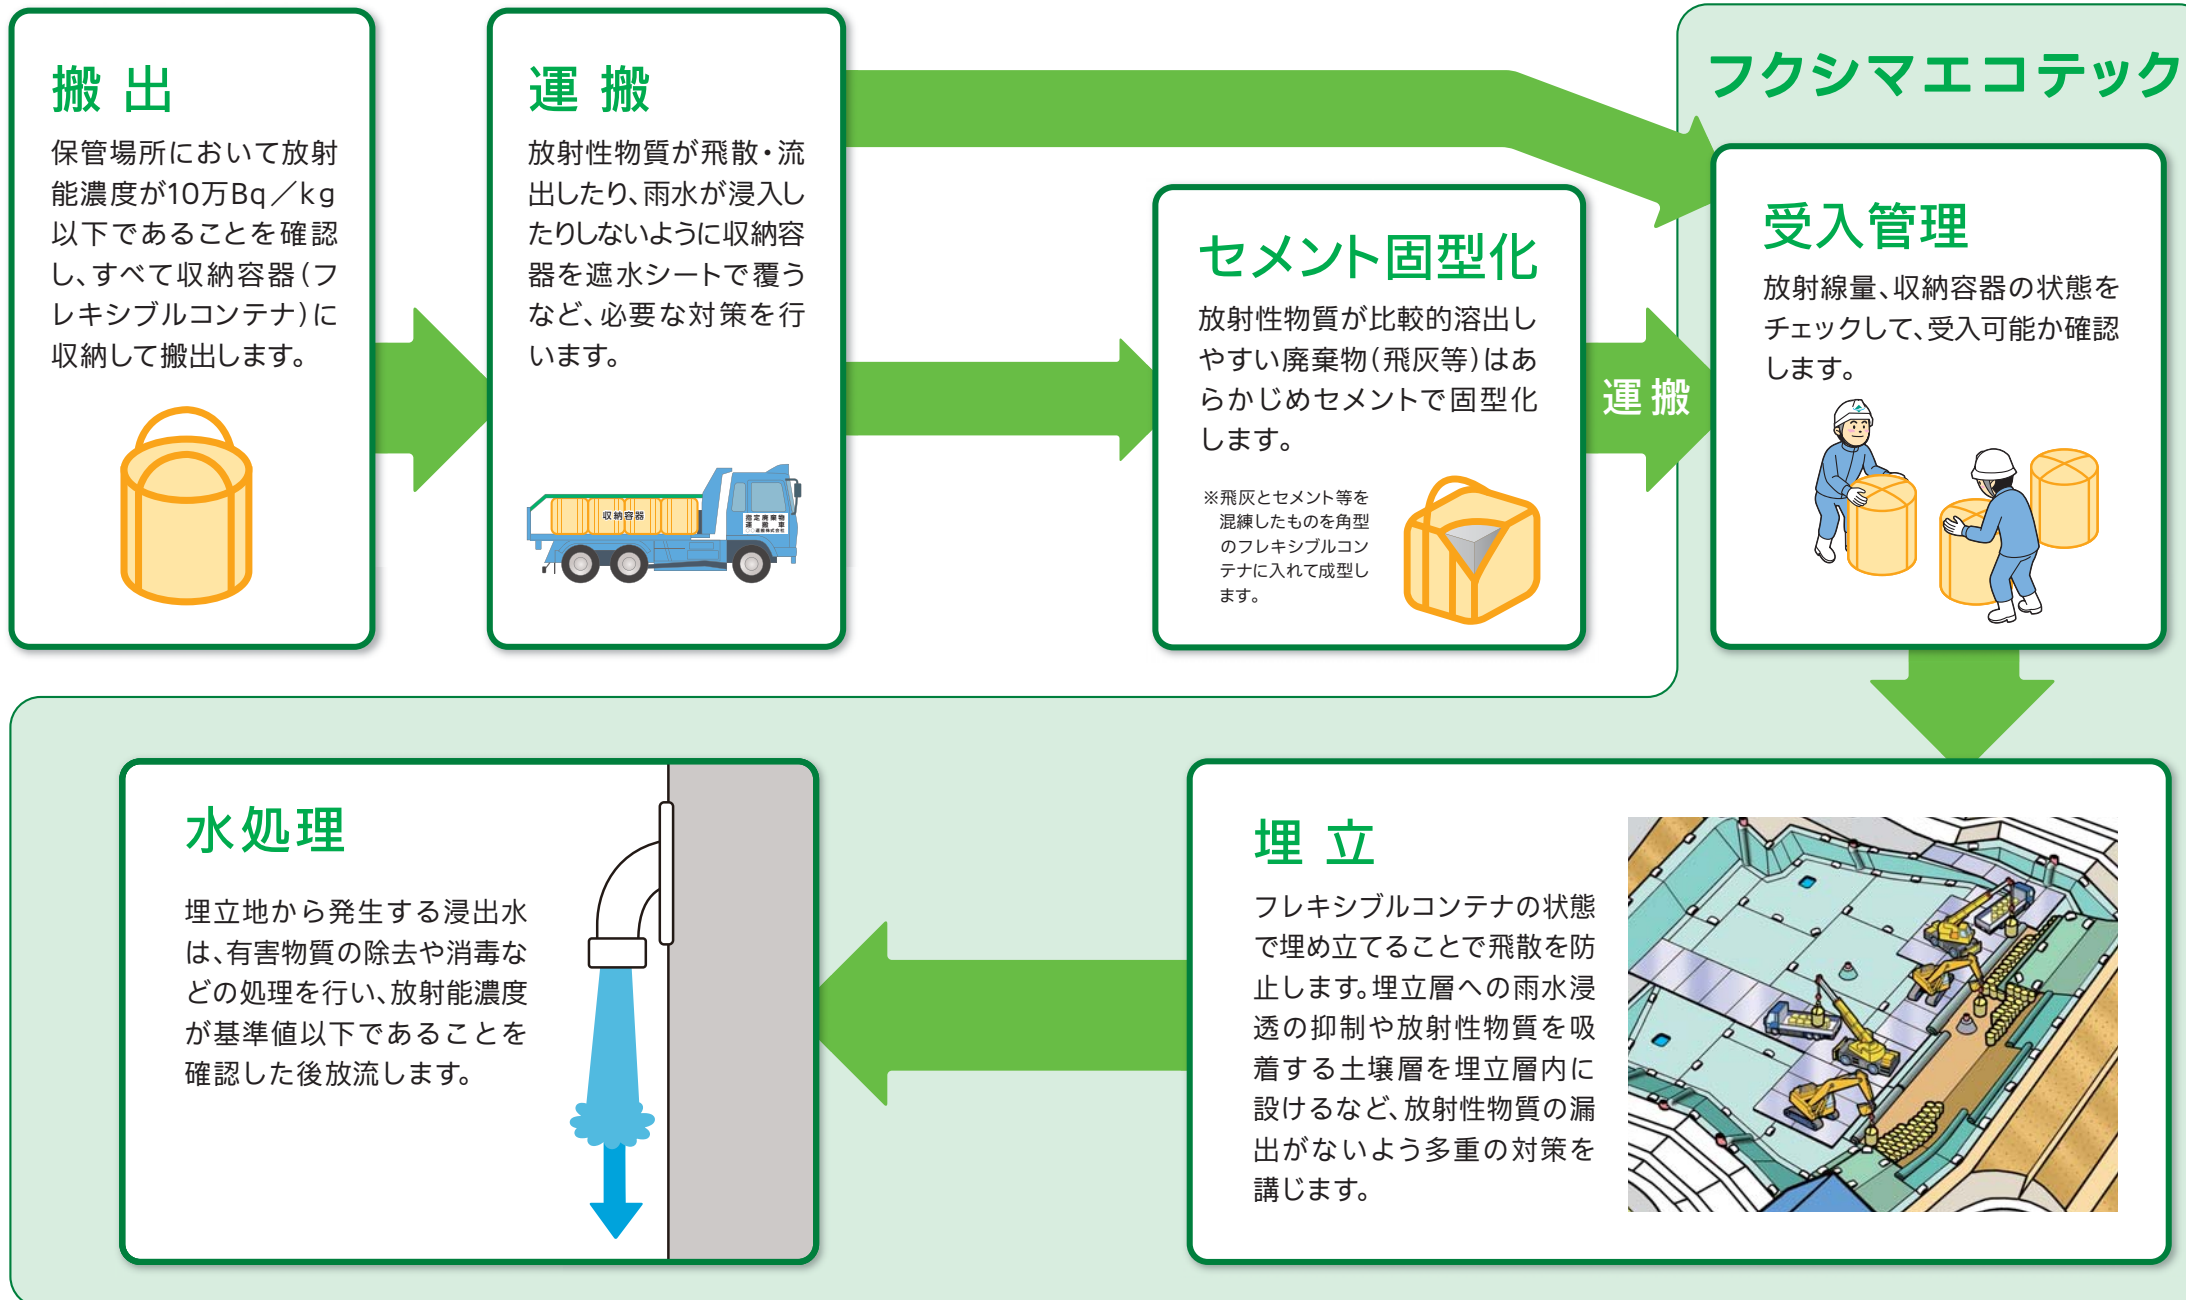 搬出
保管場所において放射
能濃度が10万Bq／kg
以下であることを確認
し、すべて収納容器(フ
レキシブルコンテナ)に
収納して搬出します。
運搬
放射性物質が飛散・流
出したり、雨水が浸入し
たりしないように収納容
器を遮水シートで覆う
など、必要な対策を行
います。
収納容器
指定廃棄物
運搬車
セメント固型化
放射性物質が比較的溶出し
やすい廃棄物(飛灰等)はあ
らかじめセメントで固型化
します。
※飛灰とセメント等を
混練したものを角型
のフレキシブルコン
テナに入れて成型し
ます。
運搬
フクシマエコテック
受入管理
放射線量、収納容器の状態を
チェックして、受入可能か確認
します。
埋立
フレキシブルコンテナの状態
で埋め立てることで飛散を防
止します。埋立層への雨水浸
透の抑制や放射性物質を吸
着する土壌層を埋立層内に
設けるなど、放射性物質の漏
出がないよう多重の対策を
講じます。
水処理
埋立地から発生する浸出水
は、有害物質の除去や消毒な
どの処理を行い、放射能濃度
が基準値以下であることを
確認した後放流します。